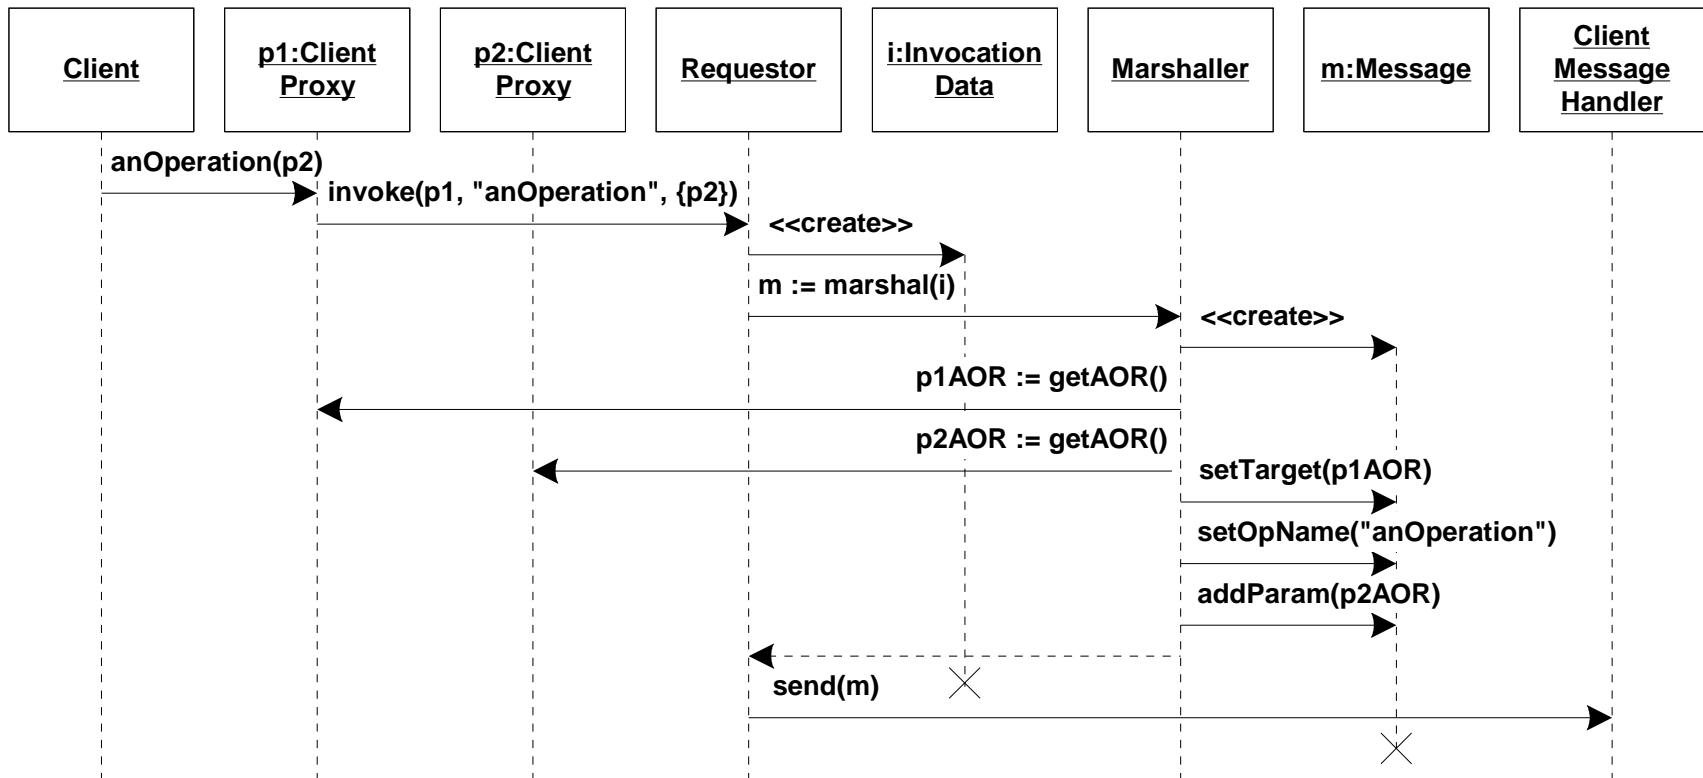 Client
p1:Client
Proxy
p2:Client
Proxy
Requestor
i:Invocation
Data
Marshaller
m:Message
Client
Message
Handler
anOperation(p2)
invoke(p1, "anOperation", {p2})
<<create>>
m := marshal(i)
<<create>>
p1AOR := getAOR()
p2AOR := getAOR()
setTarget(p1AOR)
setOpName("anOperation")
addParam(p2AOR)
send(m)